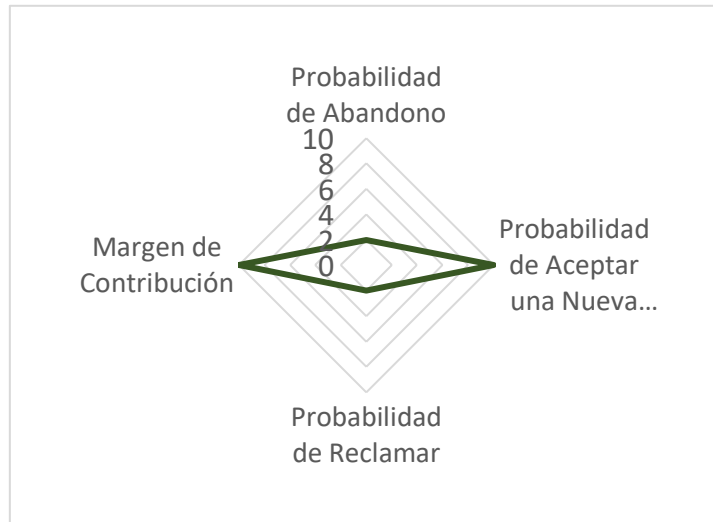 Probabilidad
de Abandono
10
8
6
4
2
0
Margen de
Contribución
Probabilidad
de Aceptar
una Nueva...
Probabilidad
de Reclamar